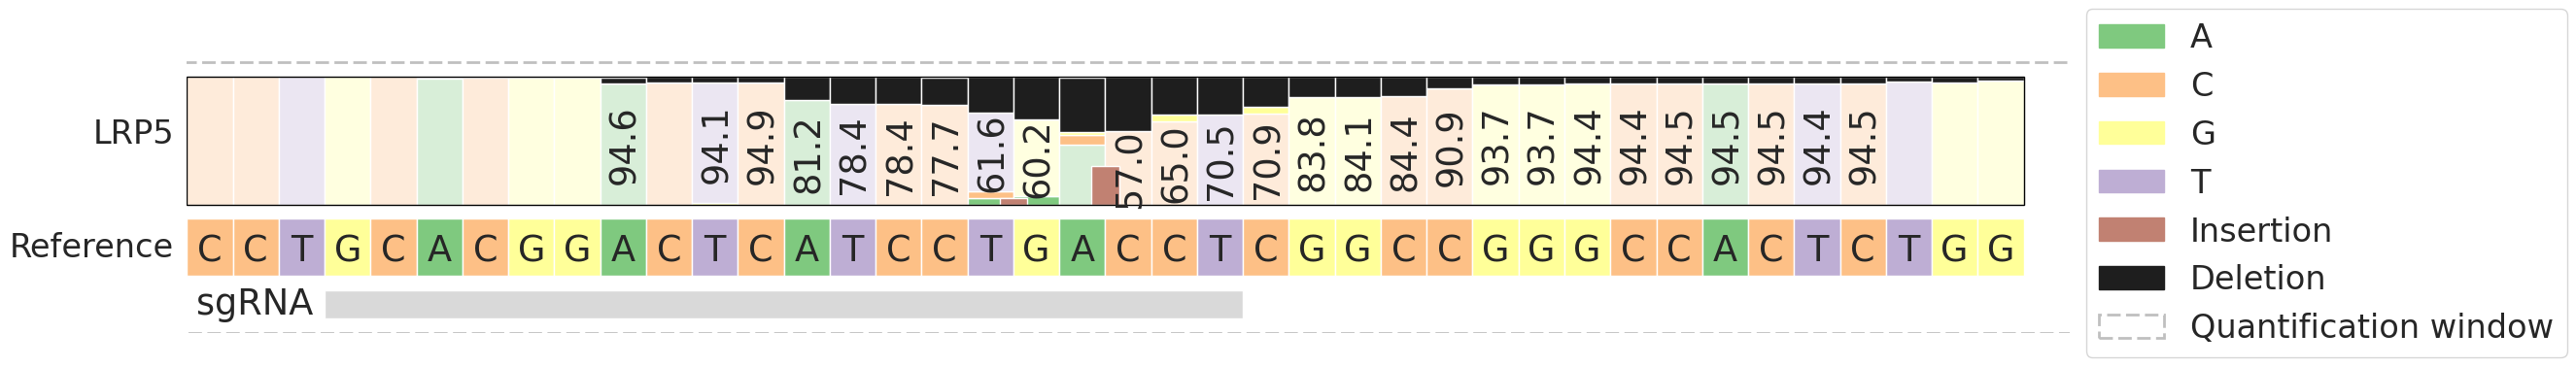 LRP5 94.6 94.1 94.9 81.2 78.4 78.4 77.7 61.6 60.2 57.0 65.0 70.5 70.9 83.8 84.1 84.4 90.9 93.7 93.7 94.4 94.4 94.5 94.5 94.5 94.4 94.5
Reference C C T G C A C G G A C T C A T C C T G A C C T C G G C C G G G C C A C T C T G G
sgRNA
A
C
G
T
Insertion
Deletion
Quantification window